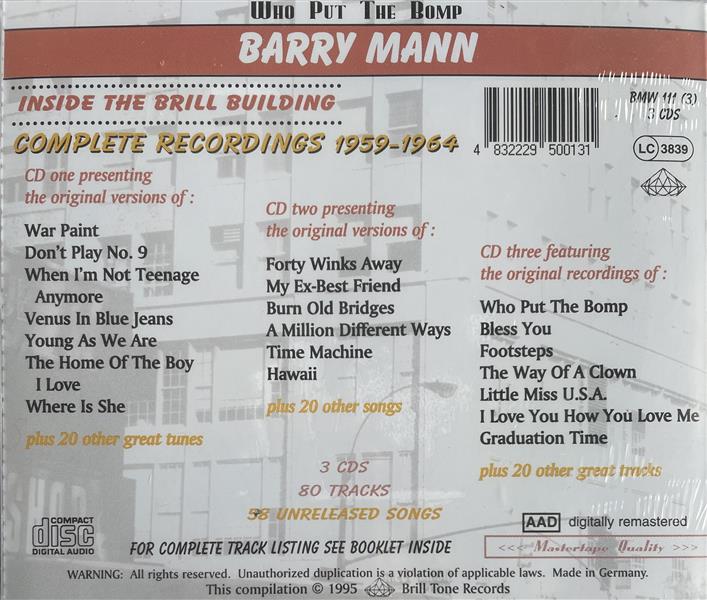 WHO PUT THE BOMP
BARRY MANN
INSIDE THE BRILL BUILDING
COMPLETE RECORDINGS 1959-1964
BMW 111 (3)
3 CDS
4 832229 500131
LC 3839
CD one presenting
the original versions of :
War Paint
Don't Play No. 9
When I'm Not Teenage
Anymore
Venus In Blue Jeans
Young As We Are
The Home Of The Boy
I Love
Where Is She
plus 20 other great tunes
CD two presenting
the original versions of :
Forty Winks Away
My Ex-Best Friend
Burn Old Bridges
A Million Different Ways
Time Machine
Hawaii
plus 20 other songs
CD three featuring
the original recordings of :
Who Put The Bomp
Bless You
Footsteps
The Way Of A Clown
Little Miss U.S.A.
I Love You How You Love Me
Graduation Time
plus 20 other great tracks
3 CDS
80 TRACKS
58 UNRELEASED SONGS
SHOP
COMPACT
disc
DIGITAL AUDIO
FOR COMPLETE TRACK LISTING SEE BOOKLET INSIDE
AAD digitally remastered
<<< Mastertape Quality >>>
WARNING: All rights reserved. Unauthorized duplication is a violation of applicable laws. Made in Germany.
This compilation © 1995 Brill Tone Records